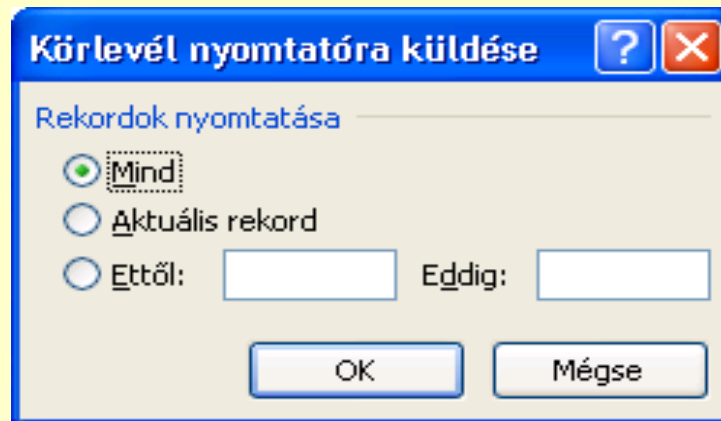 Körlevél nyomtatóra küldése
Rekordok nyomtatása
Mind
Aktuális rekord
Ettől: Eddig:
OK Mégse